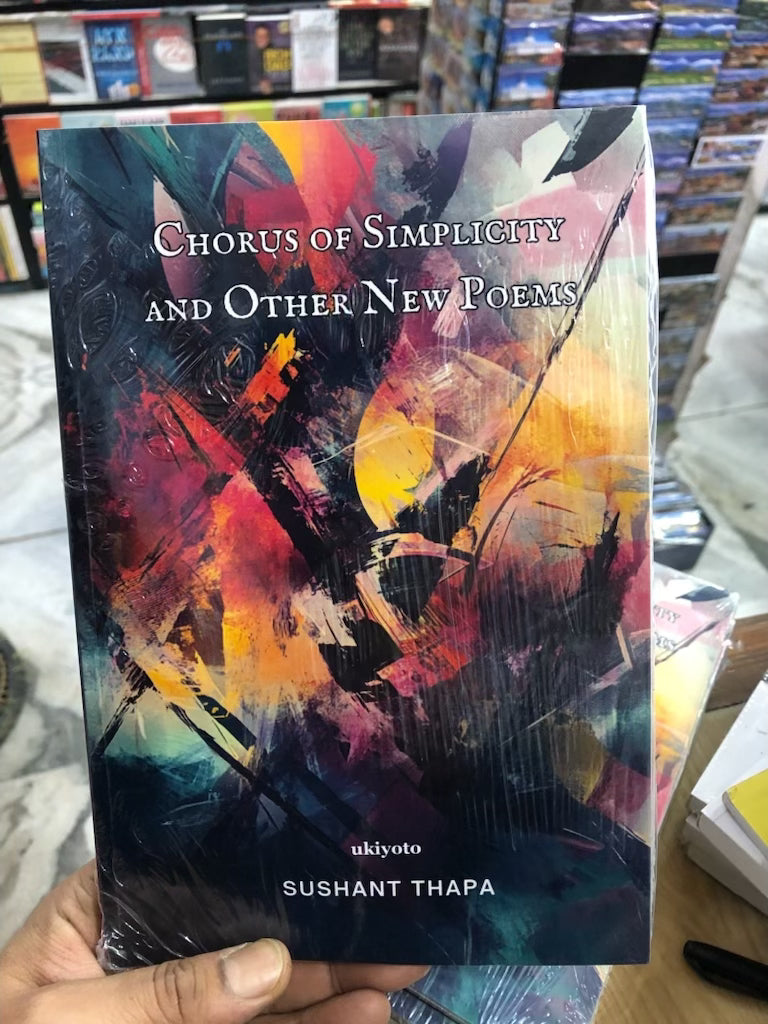 CHORUS OF SIMPLICITY
AND OTHER NEW POEMS
ukiyoto
SUSHANT THAPA